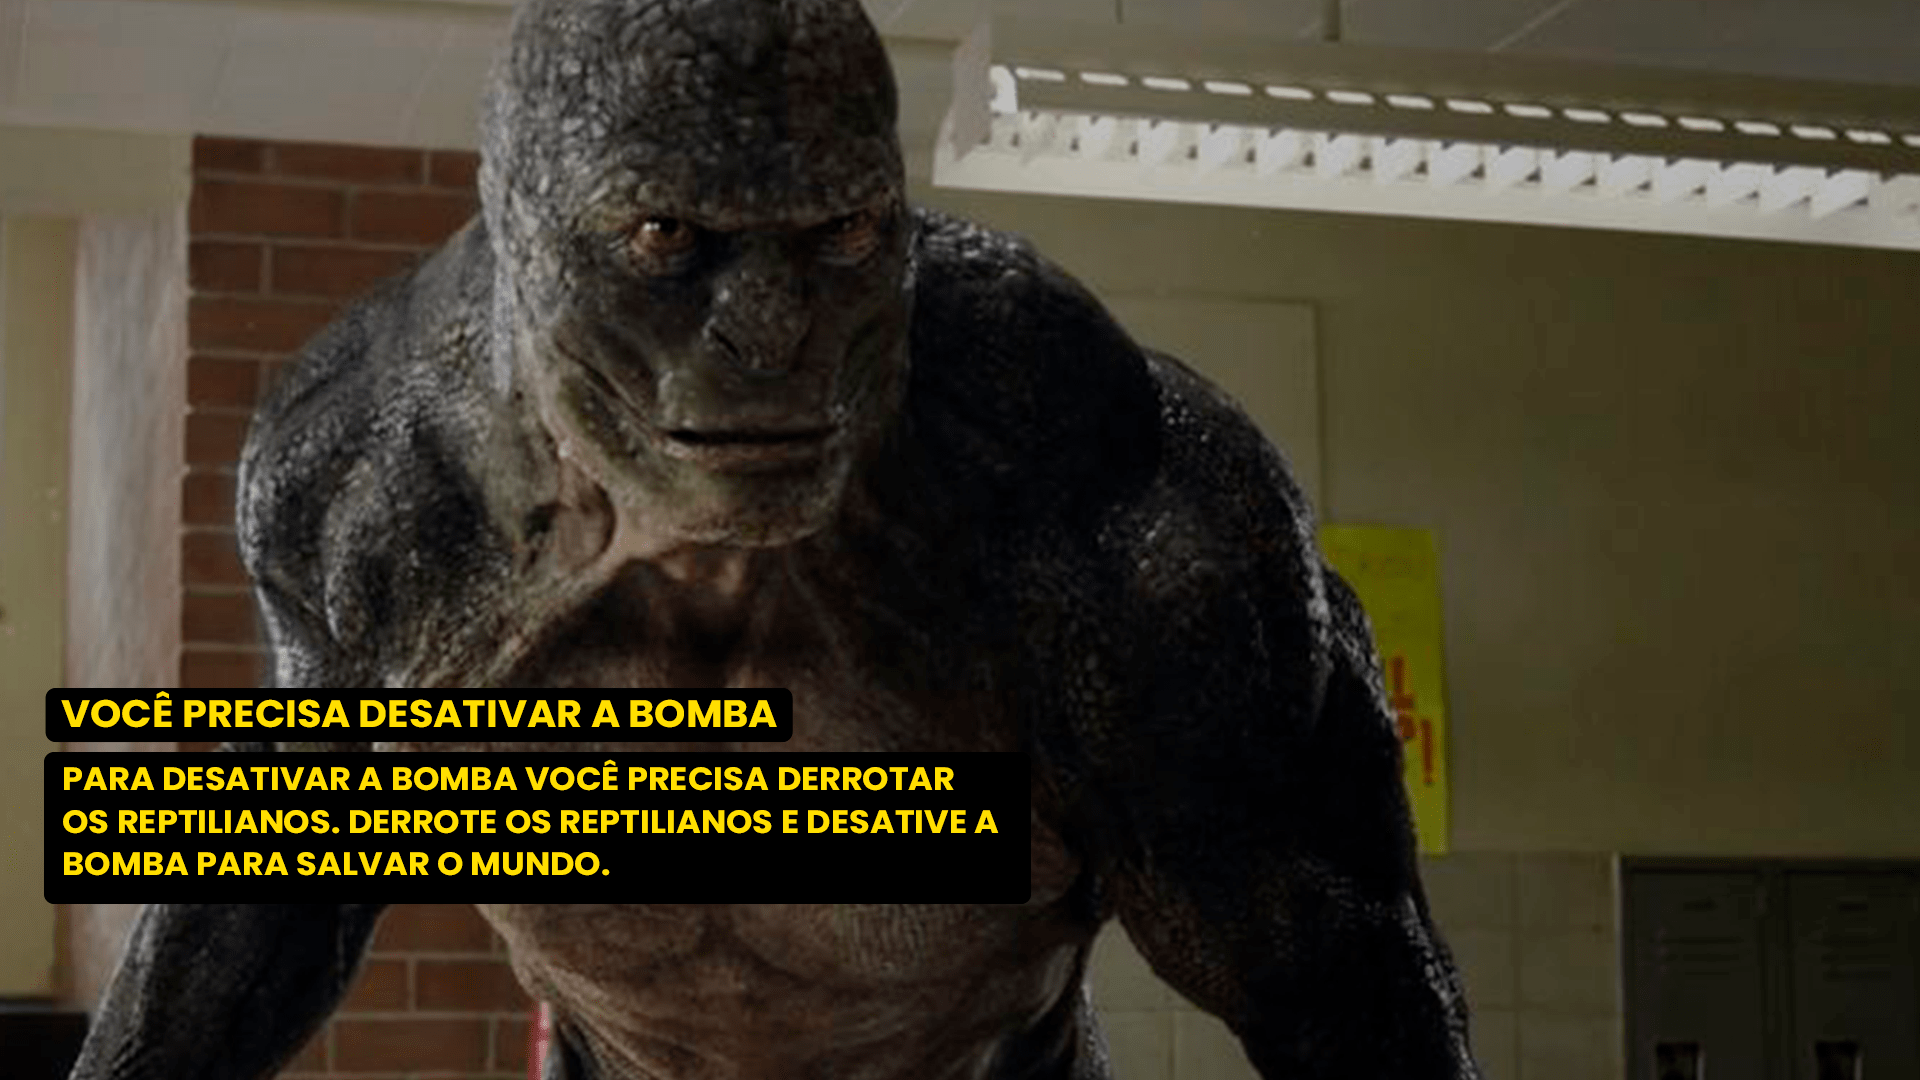 VOCÊ PRECISA DESATIVAR A BOMBA
PARA DESATIVAR A BOMBA VOCÊ PRECISA DERROTAR
OS REPTILIANOS. DERROTE OS REPTILIANOS E DESATIVE A
BOMBA PARA SALVAR O MUNDO.